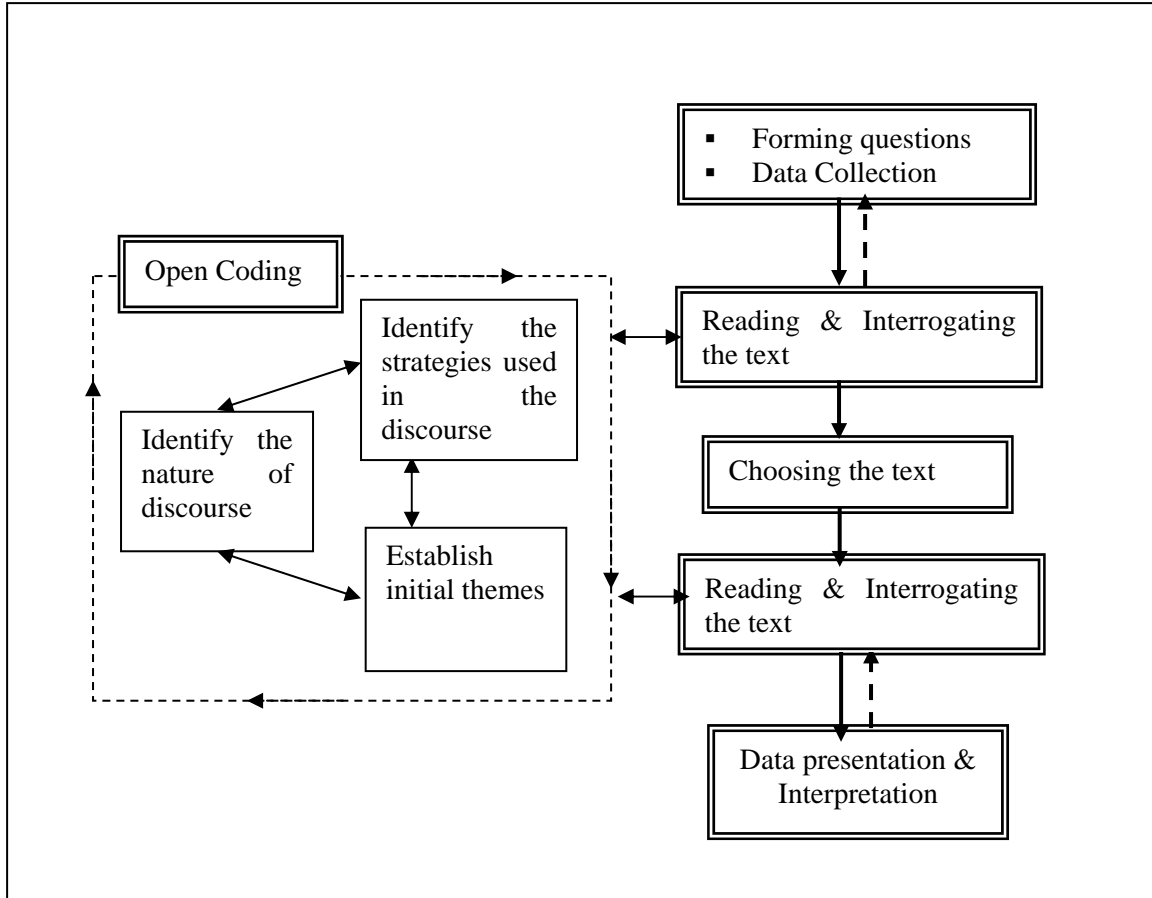 ▪ Forming questions
▪ Data Collection
Open Coding
Reading & Interrogating
the text
Identify the
strategies used
in the
discourse
Identify the
nature of
discourse
Choosing the text
Establish
initial themes
Reading & Interrogating
the text
Data presentation &
Interpretation